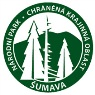 NÁRODNÍ PARK • CHRÁNĚNÁ KRAJINNÁ OBLAST
ŠUMAVA